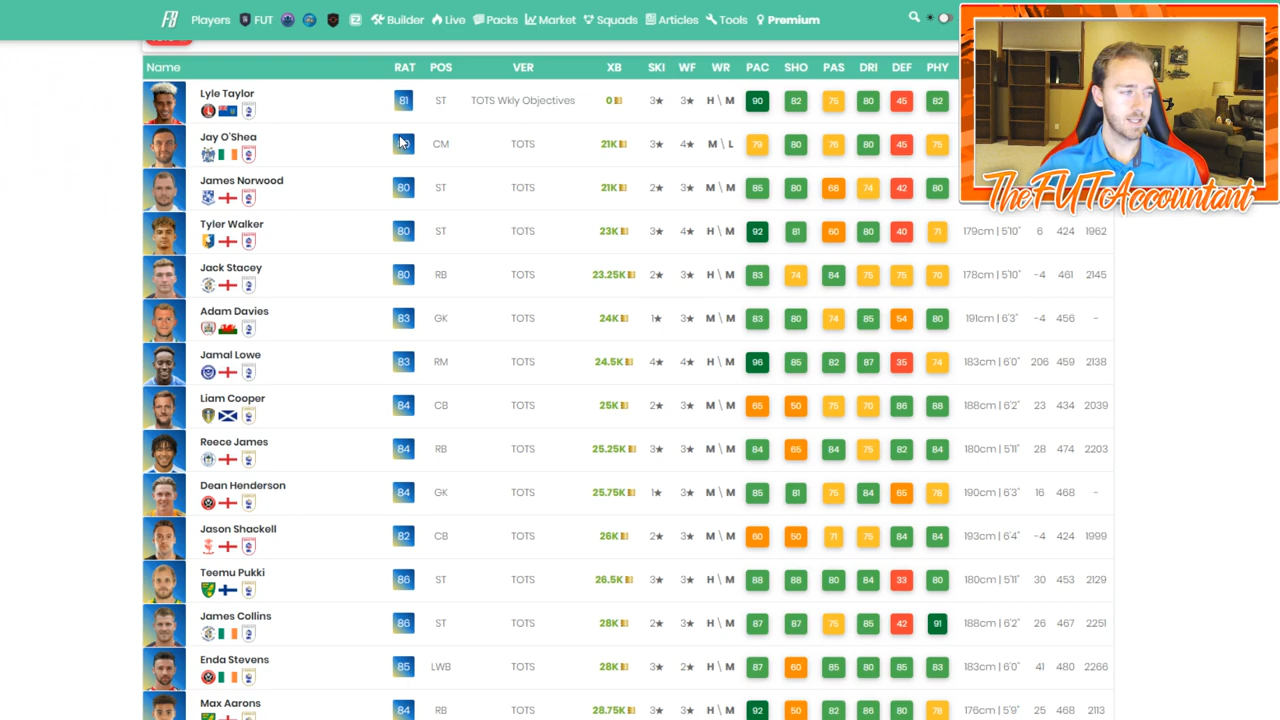 F8 Players FUT Builder Live Packs Market Squads Articles Tools Premium
Name RAT POS VER XB SKI WF WR PAC SHO PAS DRI DEF PHY
Lyle Taylor 81 ST TOTS Wkly Objectives 0 3★ 3★ H \ M 90 82 75 80 45 82
Jay O'Shea CM TOTS 21K 3★ 4★ M \ L 79 80 76 80 45 75
James Norwood 80 ST TOTS 21K 2★ 3★ M \ M 85 80 68 74 42 80
Tyler Walker 80 ST TOTS 23K 3★ 4★ H \ M 92 81 60 80 40 71 179cm | 5'10" 6 424 1962
Jack Stacey 80 RB TOTS 23.25K 2★ 3★ H \ M 83 74 84 75 75 70 178cm | 5'10" -4 461 2145
Adam Davies 83 GK TOTS 24K 1★ 3★ M \ M 83 80 74 85 54 80 191cm | 6'3" -4 456 -
Jamal Lowe 83 RM TOTS 24.5K 4★ 4★ H \ M 96 85 82 87 35 74 183cm | 6'0" 206 459 2138
Liam Cooper 84 CB TOTS 25K 2★ 3★ M \ M 65 50 75 70 86 88 188cm | 6'2" 23 434 2039
Reece James 84 RB TOTS 25.25K 2★ 3★ M \ M 84 65 84 75 82 84 180cm | 5'11" 28 474 2203
Dean Henderson 84 GK TOTS 25.75K 1★ 3★ M \ M 85 81 75 84 65 78 190cm | 6'3" 16 468 -
Jason Shackell 82 CB TOTS 26K 2★ 3★ M \ M 60 50 71 75 84 84 193cm | 6'4" -4 424 1999
Teemu Pukki 86 ST TOTS 26.5K 3★ 3★ H \ M 88 88 80 84 33 80 180cm | 5'11" 30 453 2129
James Collins 86 ST TOTS 28K 3★ 3★ H \ M 87 87 75 85 42 91 188cm | 6'2" 26 467 2251
Enda Stevens 85 LWB TOTS 28K 3★ 2★ H \ M 87 60 85 80 85 83 183cm | 6'0" 41 480 2266
Max Aarons 84 RB TOTS 28.75K 3★ 3★ H \ M 92 50 82 86 80 78 176cm | 5'9" 25 468 2113
TheFUTAccountant